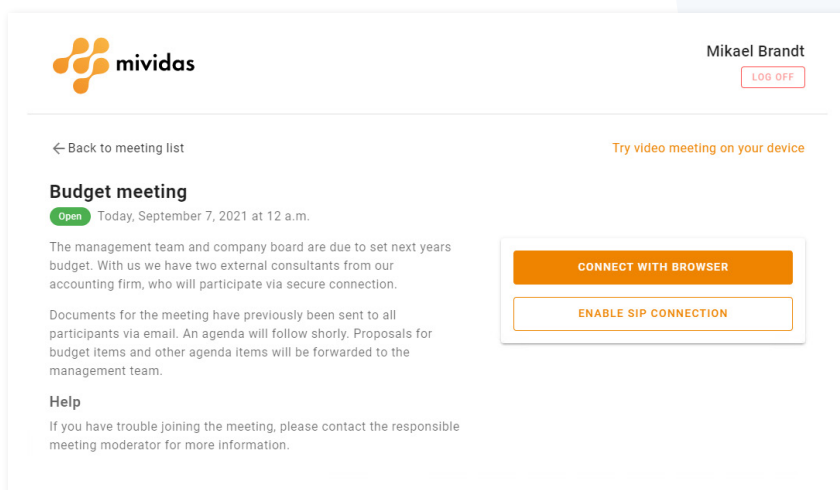 mividas
Mikael Brandt
LOG OFF
Back to meeting list
Try video meeting on your device
Budget meeting
Open Today, September 7, 2021 at 12 a.m.
The management team and company board are due to set next years
budget. With us we have two external consultants from our
accounting firm, who will participate via secure connection.
Documents for the meeting have previously been sent to all
participants via email. An agenda will follow shorly. Proposals for
budget items and other agenda items will be forwarded to the
management team.
CONNECT WITH BROWSER
ENABLE SIP CONNECTION
Help
If you have trouble joining the meeting, please contact the responsible
meeting moderator for more information.